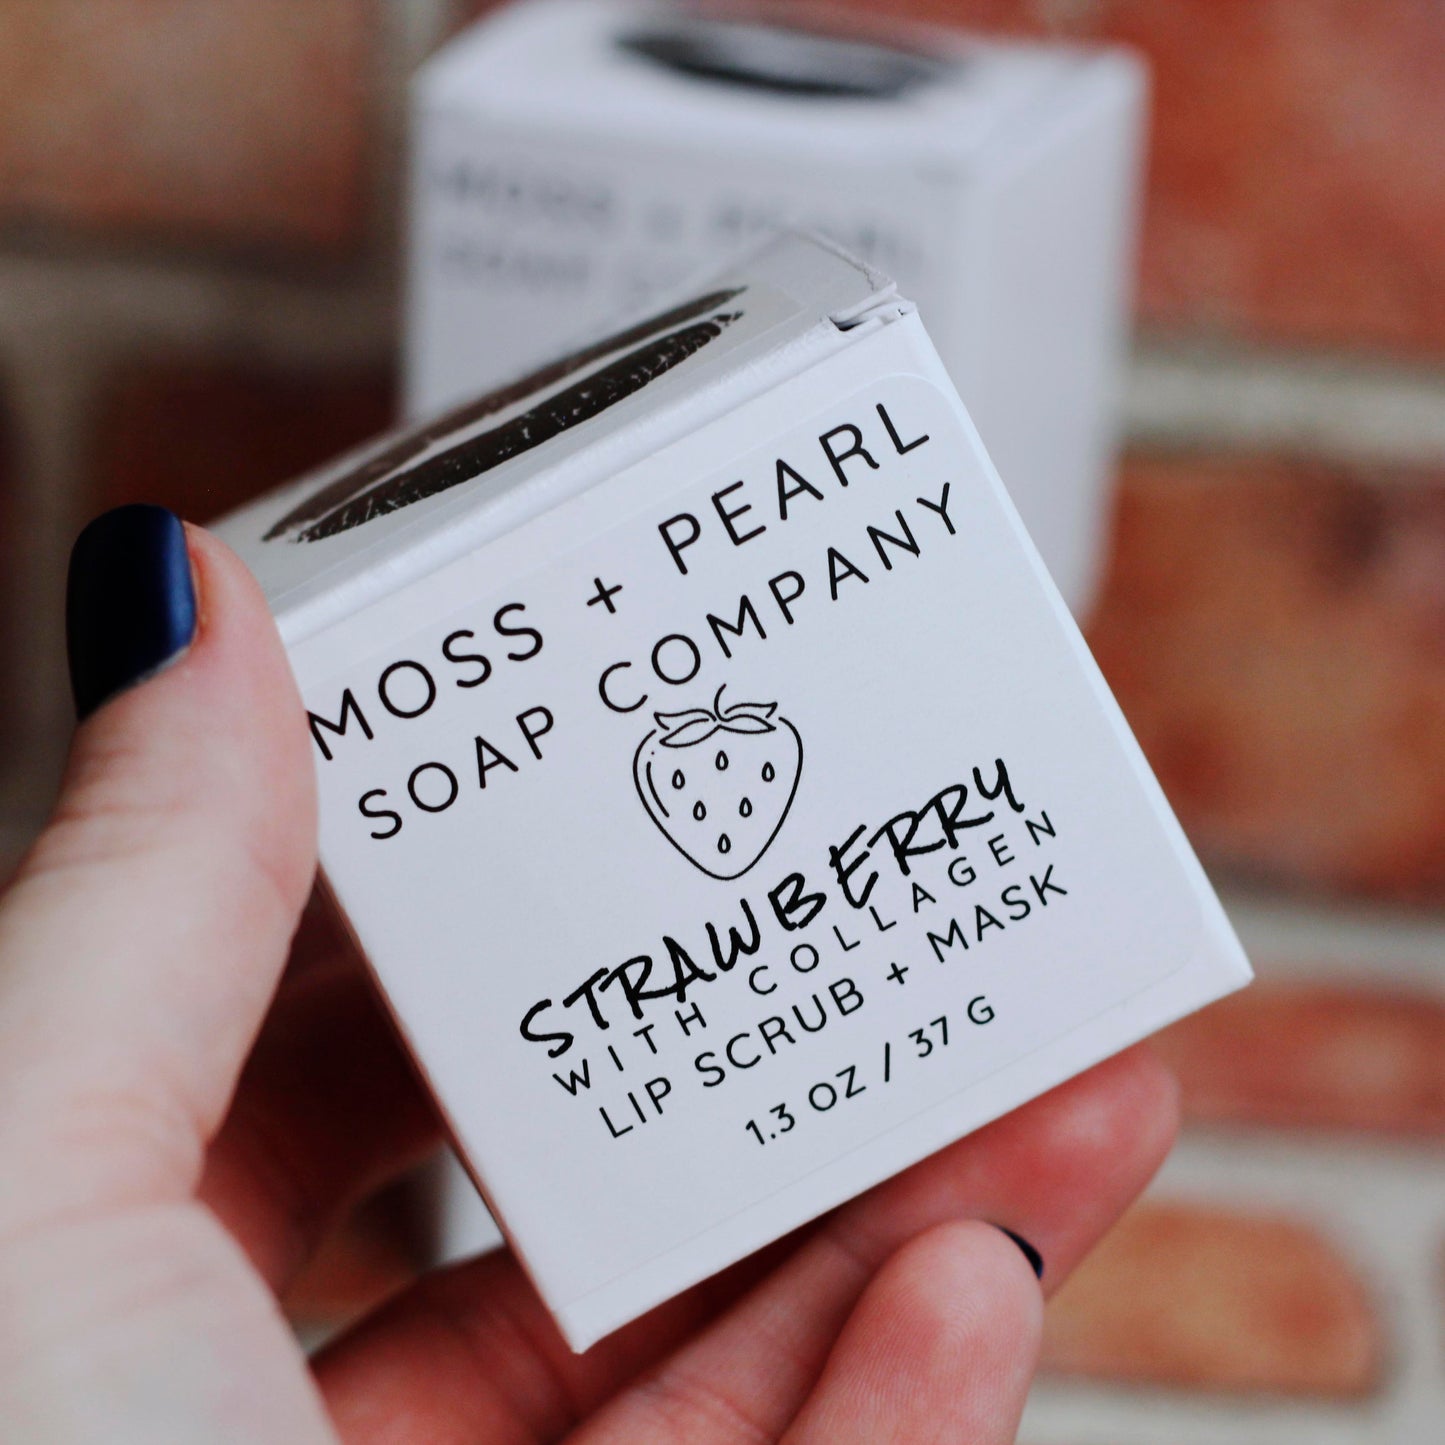 MOSS + PEARL
SOAP COMPANY
STRAWBERRY
WITH COLLAGEN
LIP SCRUB + MASK
1.3 OZ / 37 G